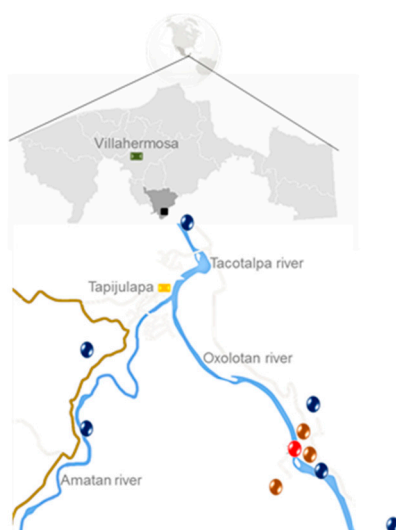 Villahermosa
Tacotalpa river
Tapijulapa
Oxolotan river
Amatan river